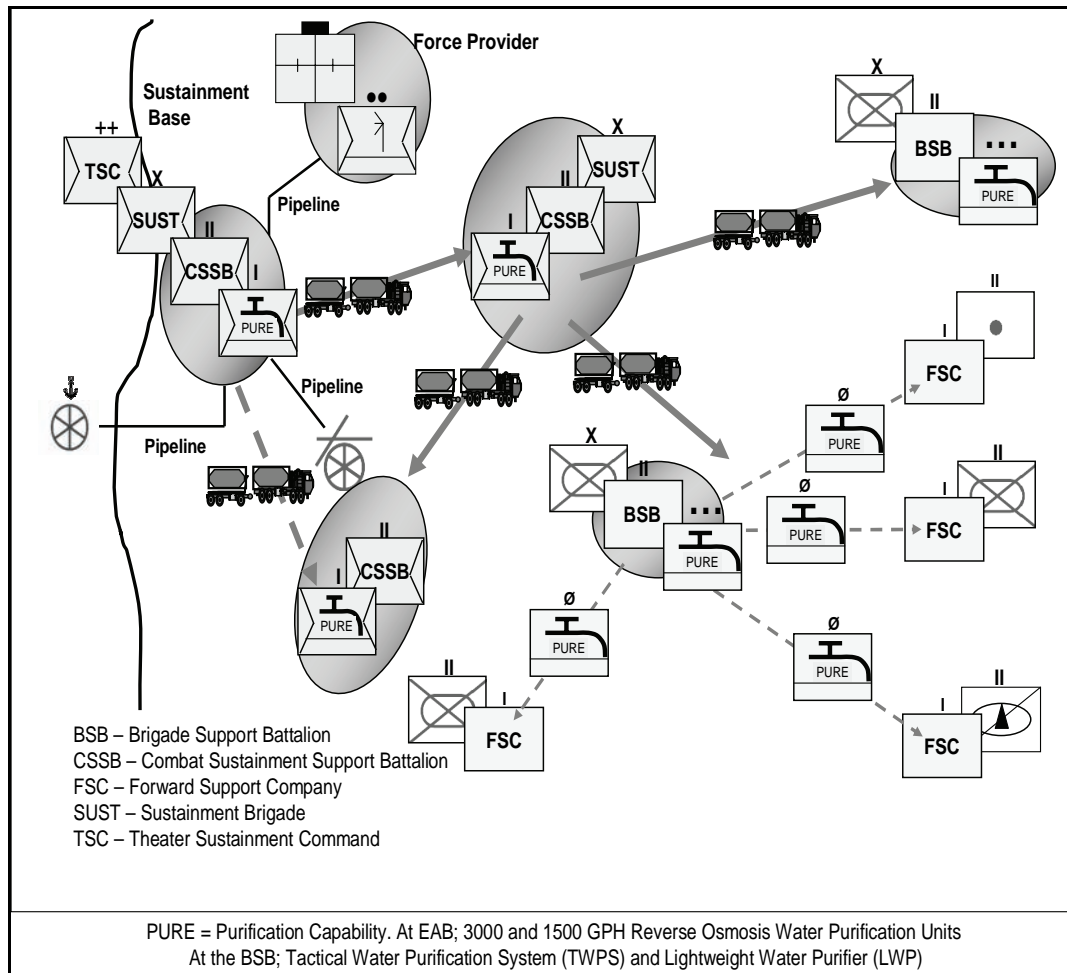 Force Provider
Sustainment
Base
++
TSC
X
SUST
II
CSSB
I
PURE
Pipeline
Pipeline
Pipeline
X
SUST
II
CSSB
I
PURE
X
II
BSB
...
PURE
II
I
FSC
Ø
PURE
X
II
BSB
...
PURE
Ø
PURE
II
I
FSC
II
CSSB
I
PURE
Ø
PURE
Ø
PURE
II
I
FSC
II
I
FSC
BSB – Brigade Support Battalion
CSSB – Combat Sustainment Support Battalion
FSC – Forward Support Company
SUST – Sustainment Brigade
TSC – Theater Sustainment Command
PURE = Purification Capability. At EAB; 3000 and 1500 GPH Reverse Osmosis Water Purification Units
At the BSB; Tactical Water Purification System (TWPS) and Lightweight Water Purifier (LWP)